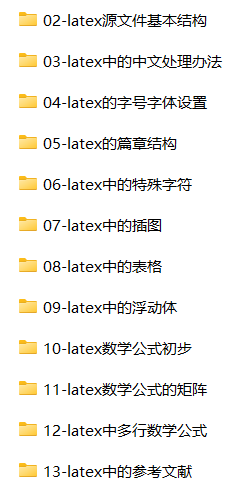 02-latex源文件基本结构
03-latex中的中文处理办法
04-latex的字号字体设置
05-latex的篇章结构
06-latex中的特殊字符
07-latex中的插图
08-latex中的表格
09-latex中的浮动体
10-latex数学公式初步
11-latex数学公式的矩阵
12-latex中多行数学公式
13-latex中的参考文献